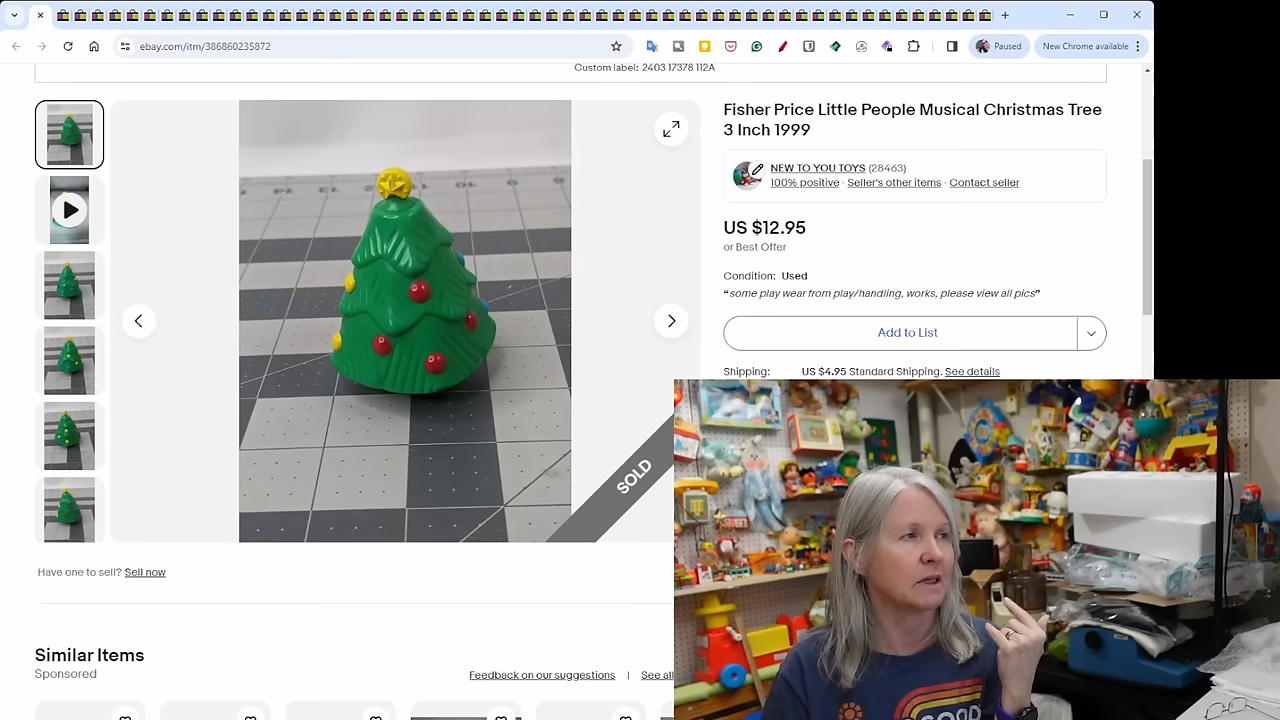 ebay.com/itm/386860235872
Paused
New Chrome available
Custom label: 2403 17378 112A
Fisher Price Little People Musical Christmas Tree
3 Inch 1999
NEW TO YOU TOYS (28463)
100% positive · Seller's other items · Contact seller
US $12.95
or Best Offer
Condition: Used
“some play wear from play/handling, works, please view all pics”
Add to List
Shipping: US $4.95 Standard Shipping. See details
SOLD
Have one to sell? Sell now
Similar Items
Sponsored
Feedback on our suggestions | See all